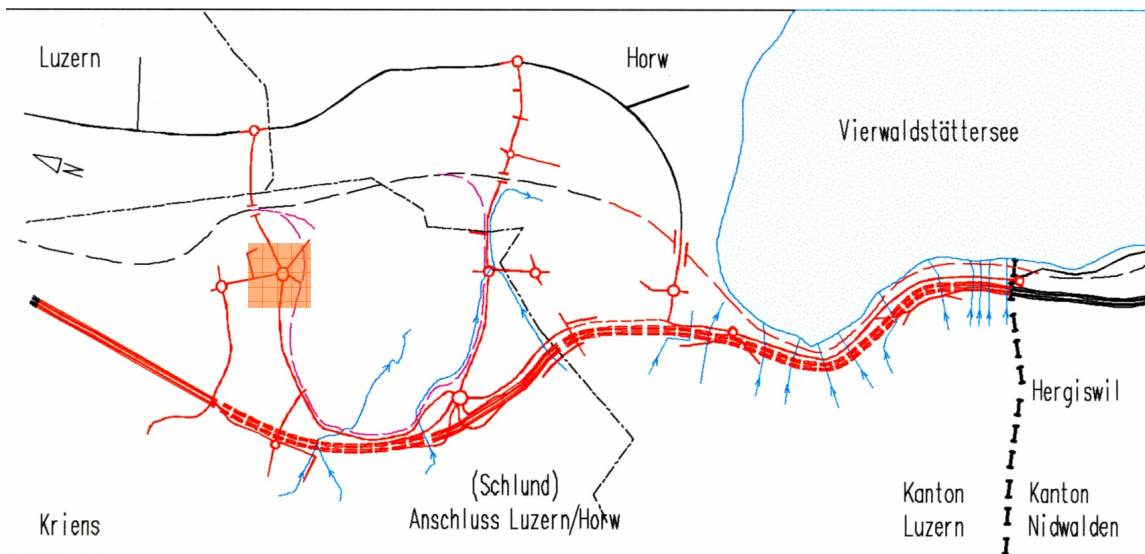 Luzern
Horw
Vierwaldstättersee
N
Hergiswil
(Schlund)
Anschluss Luzern/Horw
Kanton
Luzern
Kanton
Nidwalden
Kriens